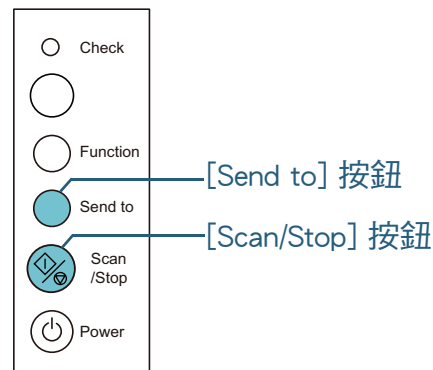 Check
Function
Send to
Scan
/Stop
Power
[Send to] 按鈕
[Scan/Stop] 按鈕